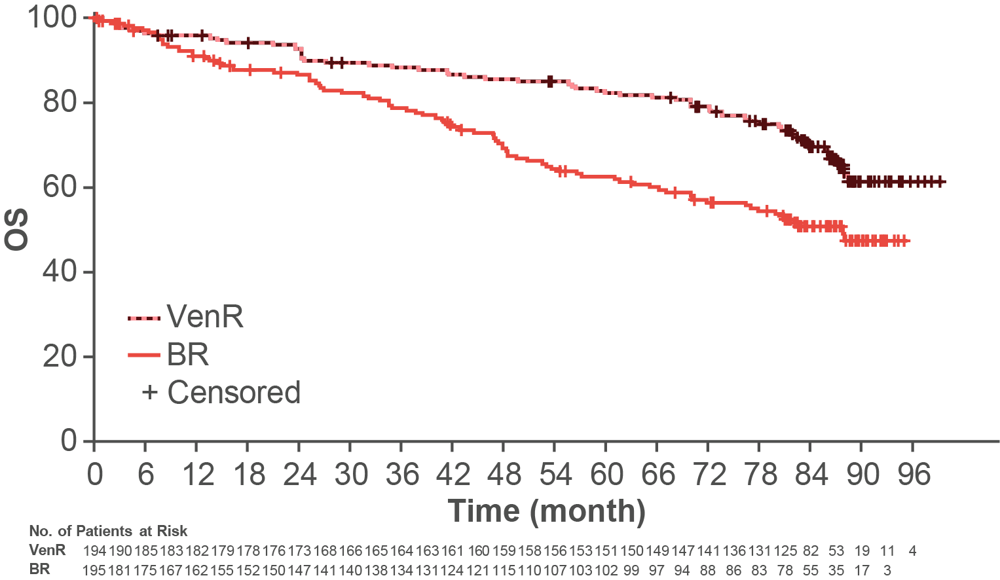 100
80
60
40
20
0
OS
VenR
BR
+ Censored
0 6 12 18 24 30 36 42 48 54 60 66 72 78 84 90 96
Time (month)
No. of Patients at Risk
VenR 194 190 185 183 182 179 178 176 173 168 166 165 164 163 161 160 159 158 156 153 151 150 149 147 141 136 131 125 82 53 19 11 4
BR 195 181 175 167 162 155 152 150 147 141 140 138 134 131 124 121 115 110 107 103 102 99 97 94 88 86 83 78 55 35 17 3